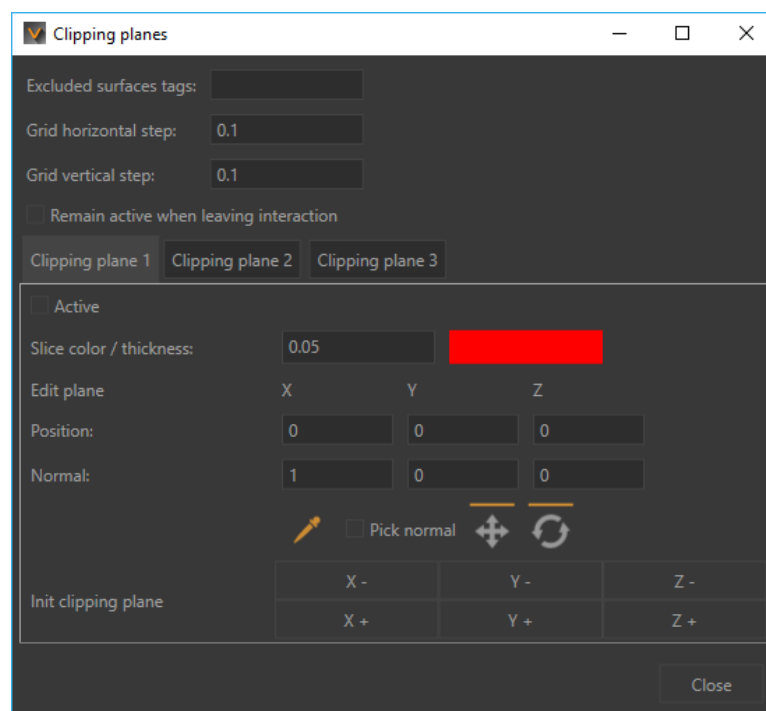 Clipping planes
Excluded surfaces tags:
Grid horizontal step: 0.1
Grid vertical step: 0.1
Remain active when leaving interaction
Clipping plane 1 Clipping plane 2 Clipping plane 3
Active
Slice color / thickness: 0.05
Edit plane X Y Z
Position: 0 0 0
Normal: 1 0 0
Pick normal
X - Y - Z -
Init clipping plane
X + Y + Z +
Close